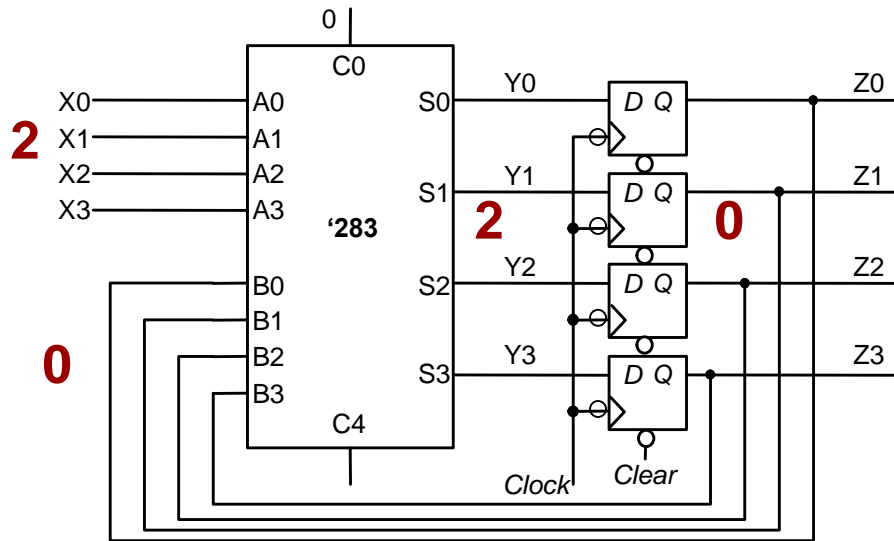 0
C0
X0 A0 S0 Y0 D Q Z0
2
X1 A1
X2 A2
X3 A3
S1 Y1 D Q Z1
‘283
2
0
B0 S2 Y2 D Q Z2
B1
0
B2
B3
S3 Y3 D Q Z3
C4
Clock
Clear